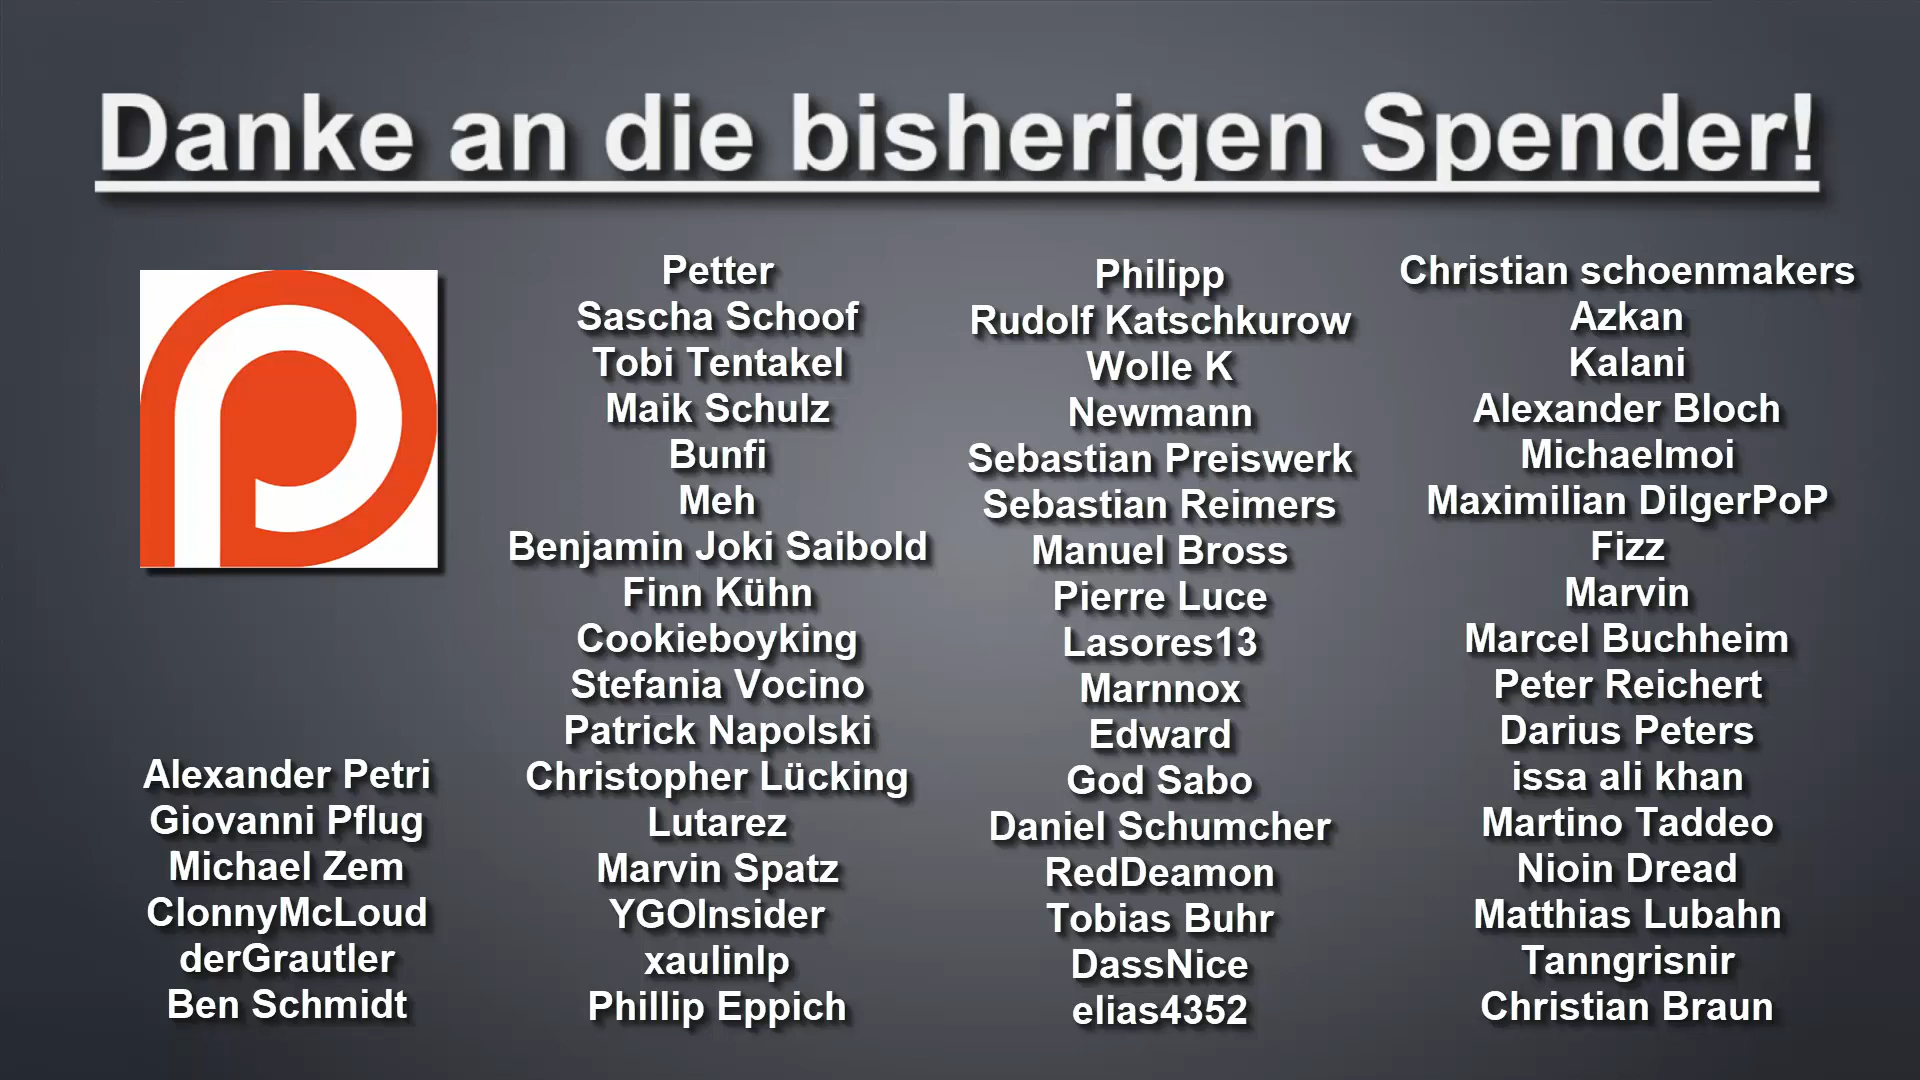 Danke an die bisherigen Spender!
Alexander Petri
Giovanni Pflug
Michael Zem
ClonnyMcLoud
derGrautler
Ben Schmidt
Petter
Sascha Schoof
Tobi Tentakel
Maik Schulz
Bunfi
Meh
Benjamin Joki Saibold
Finn Kühn
Cookieboyking
Stefania Vocino
Patrick Napolski
Christopher Lücking
Lutarez
Marvin Spatz
YGOInsider
xaulinlp
Phillip Eppich
Philipp
Rudolf Katschkurow
Wolle K
Newmann
Sebastian Preiswerk
Sebastian Reimers
Manuel Bross
Pierre Luce
Lasores13
Marnnox
Edward
God Sabo
Daniel Schumcher
RedDeamon
Tobias Buhr
DassNice
elias4352
Christian schoenmakers
Azkan
Kalani
Alexander Bloch
Michaelmoi
Maximilian DilgerPoP
Fizz
Marvin
Marcel Buchheim
Peter Reichert
Darius Peters
issa ali khan
Martino Taddeo
Nioin Dread
Matthias Lubahn
Tanngrisnir
Christian Braun